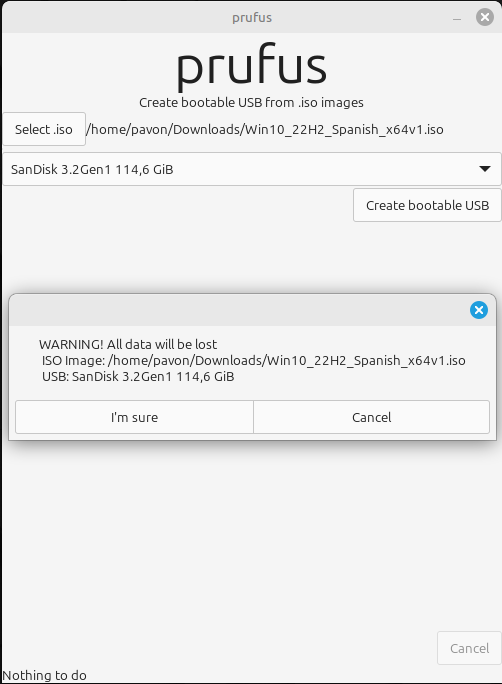 prufus
prufus
Create bootable USB from .iso images
Select .iso /home/pavon/Downloads/Win10_22H2_Spanish_x64v1.iso
SanDisk 3.2Gen1 114,6 GiB
Create bootable USB
WARNING! All data will be lost
ISO Image: /home/pavon/Downloads/Win10_22H2_Spanish_x64v1.iso
USB: SanDisk 3.2Gen1 114,6 GiB
I'm sure Cancel
Cancel
Nothing to do